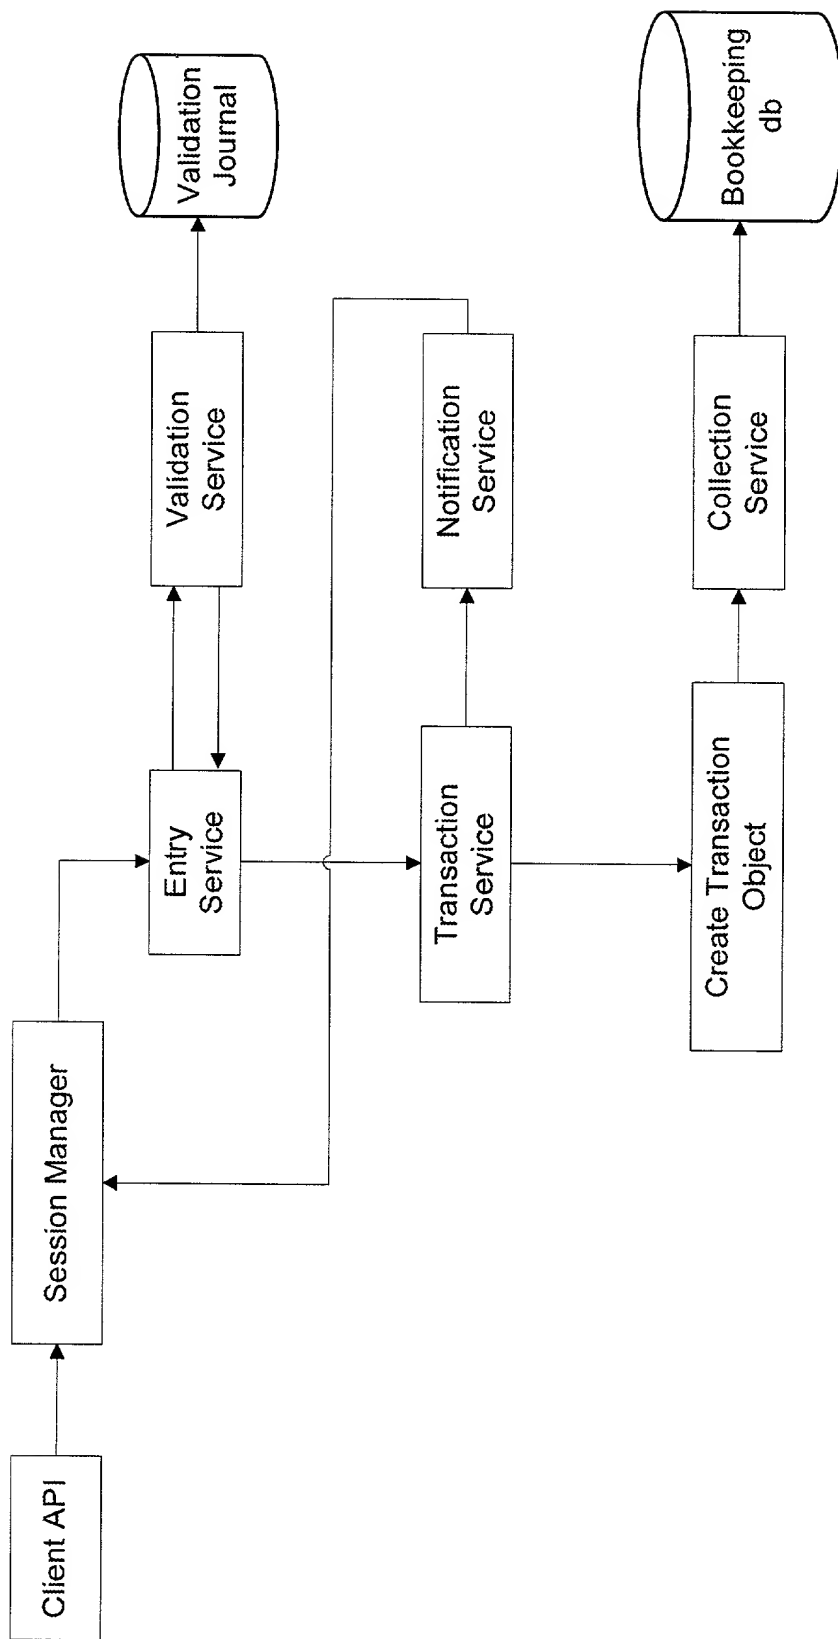 Client API
Session Manager
Entry
Service
Validation
Service
Validation
Journal
Transaction
Service
Notification
Service
Create Transaction
Object
Collection
Service
Bookkeeping
db